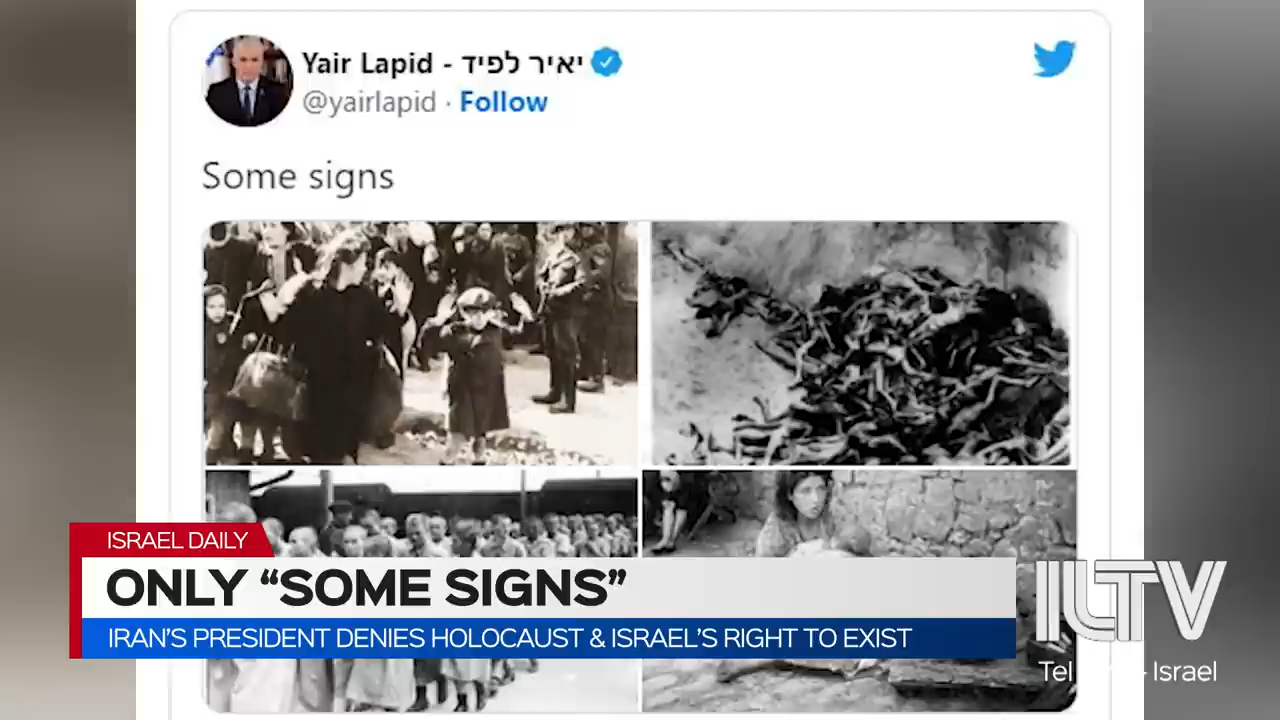 Yair Lapid - יאיר לפיד
@yairlapid · Follow
Some signs
ISRAEL DAILY
ONLY “SOME SIGNS”
IRAN'S PRESIDENT DENIES HOLOCAUST & ISRAEL'S RIGHT TO EXIST
ILTV
Tel - Israel